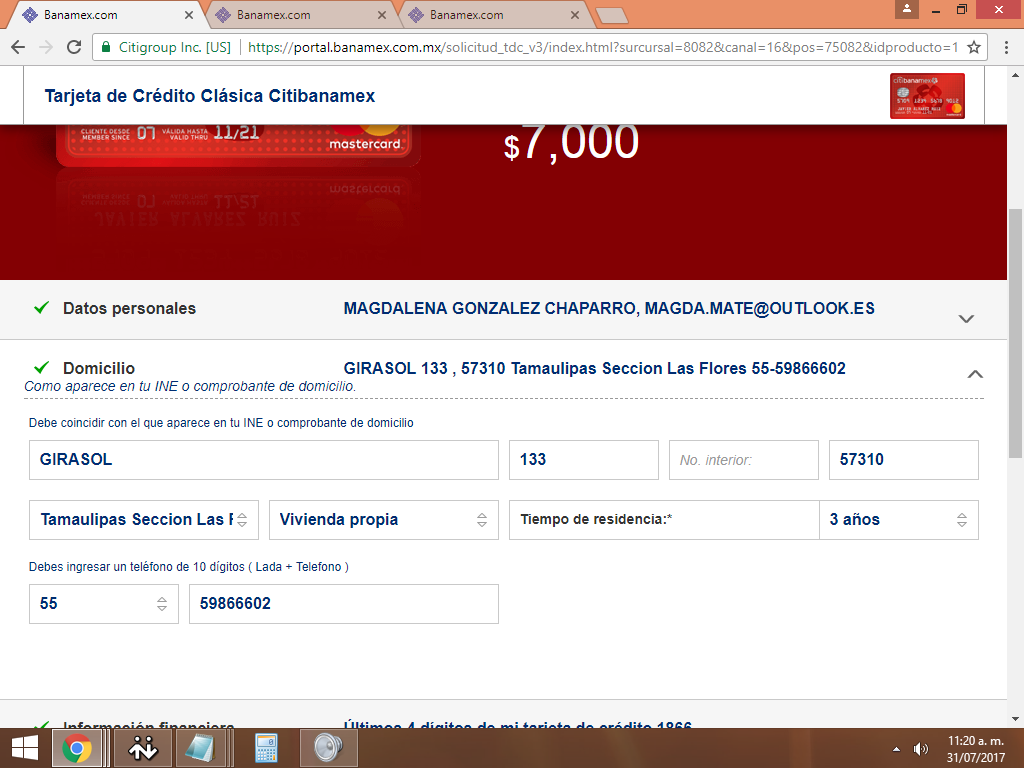 Banamex.com
Banamex.com
Banamex.com
Citigroup Inc. [US]
https://portal.banamex.com.mx/solicitud_tdc_v3/index.html?surcursal=8082&canal=16&pos=75082&idproducto=1
Tarjeta de Crédito Clásica Citibanamex
citibanamex
CLIENTE DESDE
MEMBER SINCE
07
VÁLIDA HASTA
VALID THRU
11/21
mastercard
$7,000
Datos personales
MAGDALENA GONZALEZ CHAPARRO, MAGDA.MATE@OUTLOOK.ES
Domicilio
GIRASOL 133 , 57310 Tamaulipas Seccion Las Flores 55-59866602
Como aparece en tu INE o comprobante de domicilio.
Debe coincidir con el que aparece en tu INE o comprobante de domicilio
GIRASOL
133
No. interior:
57310
Tamaulipas Seccion Las F
Vivienda propia
Tiempo de residencia:*
3 años
Debes ingresar un teléfono de 10 dígitos ( Lada + Telefono )
55
59866602
Información financiera
Últimos 4 dígitos de mi tarjeta de crédito 1866
11:20 a. m.
31/07/2017